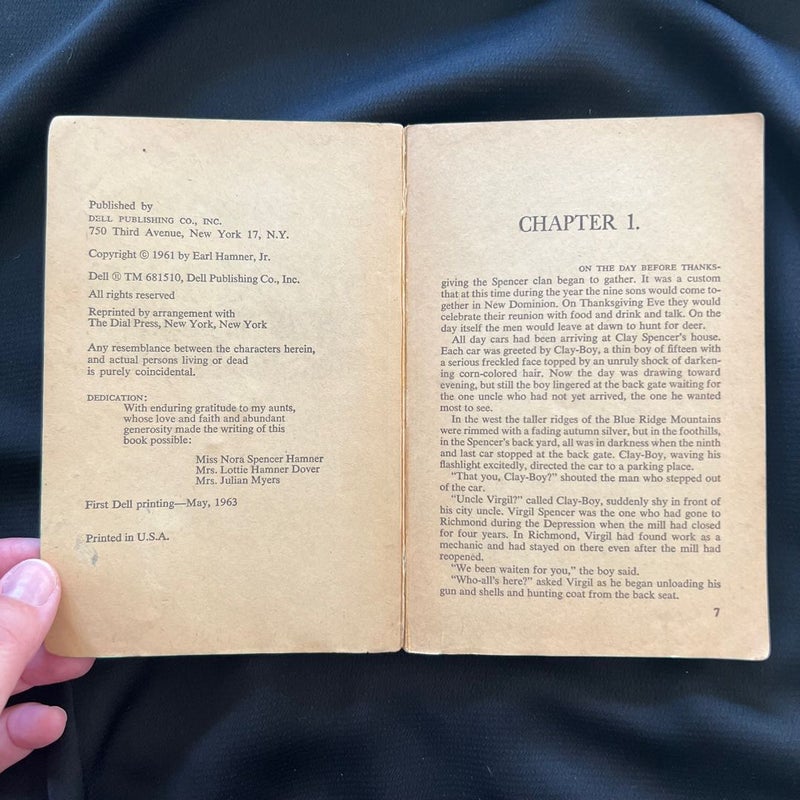 Published by
DELL PUBLISHING CO., INC.
750 Third Avenue, New York 17, N.Y.
Copyright © 1961 by Earl Hamner, Jr.
Dell ® TM 681510, Dell Publishing Co., Inc.
All rights reserved
Reprinted by arrangement with
The Dial Press, New York, New York
Any resemblance between the characters herein,
and actual persons living or dead
is purely coincidental.
DEDICATION:
With enduring gratitude to my aunts,
whose love and faith and abundant
generosity made the writing of this
book possible:
Miss Nora Spencer Hamner
Mrs. Lottie Hamner Dover
Mrs. Julian Myers
First Dell printing—May, 1963
Printed in U.S.A.
CHAPTER 1.
ON THE DAY BEFORE THANKS-
giving the Spencer clan began to gather. It was a custom
that at this time during the year the nine sons would come to-
gether in New Dominion. On Thanksgiving Eve they would
celebrate their reunion with food and drink and talk. On the
day itself the men would leave at dawn to hunt for deer.
All day cars had been arriving at Clay Spencer's house.
Each car was greeted by Clay-Boy, a thin boy of fifteen with
a serious freckled face topped by an unruly shock of darken-
ing corn-colored hair. Now the day was drawing toward
evening, but still the boy lingered at the back gate waiting for
the one uncle who had not yet arrived, the one he wanted
most to see.
In the west the taller ridges of the Blue Ridge Mountains
were rimmed with a fading autumn silver, but in the foothills,
in the Spencer's back yard, all was in darkness when the ninth
and last car stopped at the back gate. Clay-Boy, waving his
flashlight excitedly, directed the car to a parking place.
"That you, Clay-Boy?" shouted the man who stepped out
of the car.
"Uncle Virgil?" called Clay-Boy, suddenly shy in front of
his city uncle. Virgil Spencer was the one who had gone to
Richmond during the Depression when the mill had closed
for four years. In Richmond, Virgil had found work as a
mechanic and had stayed on there even after the mill had
reopened.
"We been waiten for you," the boy said.
"Who-all's here?" asked Virgil as he began unloading his
gun and shells and hunting coat from the back seat.
7